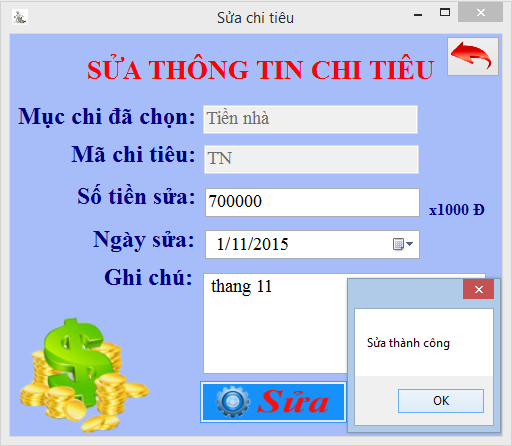 Sửa chi tiêu
SỬA THÔNG TIN CHI TIÊU
Mục chi đã chọn: Tiền nhà
Mã chi tiêu: TN
Số tiền sửa: 700000 x1000 Đ
Ngày sửa: 1/11/2015
Ghi chú: thang 11
Sửa thành công
OK
Sửa